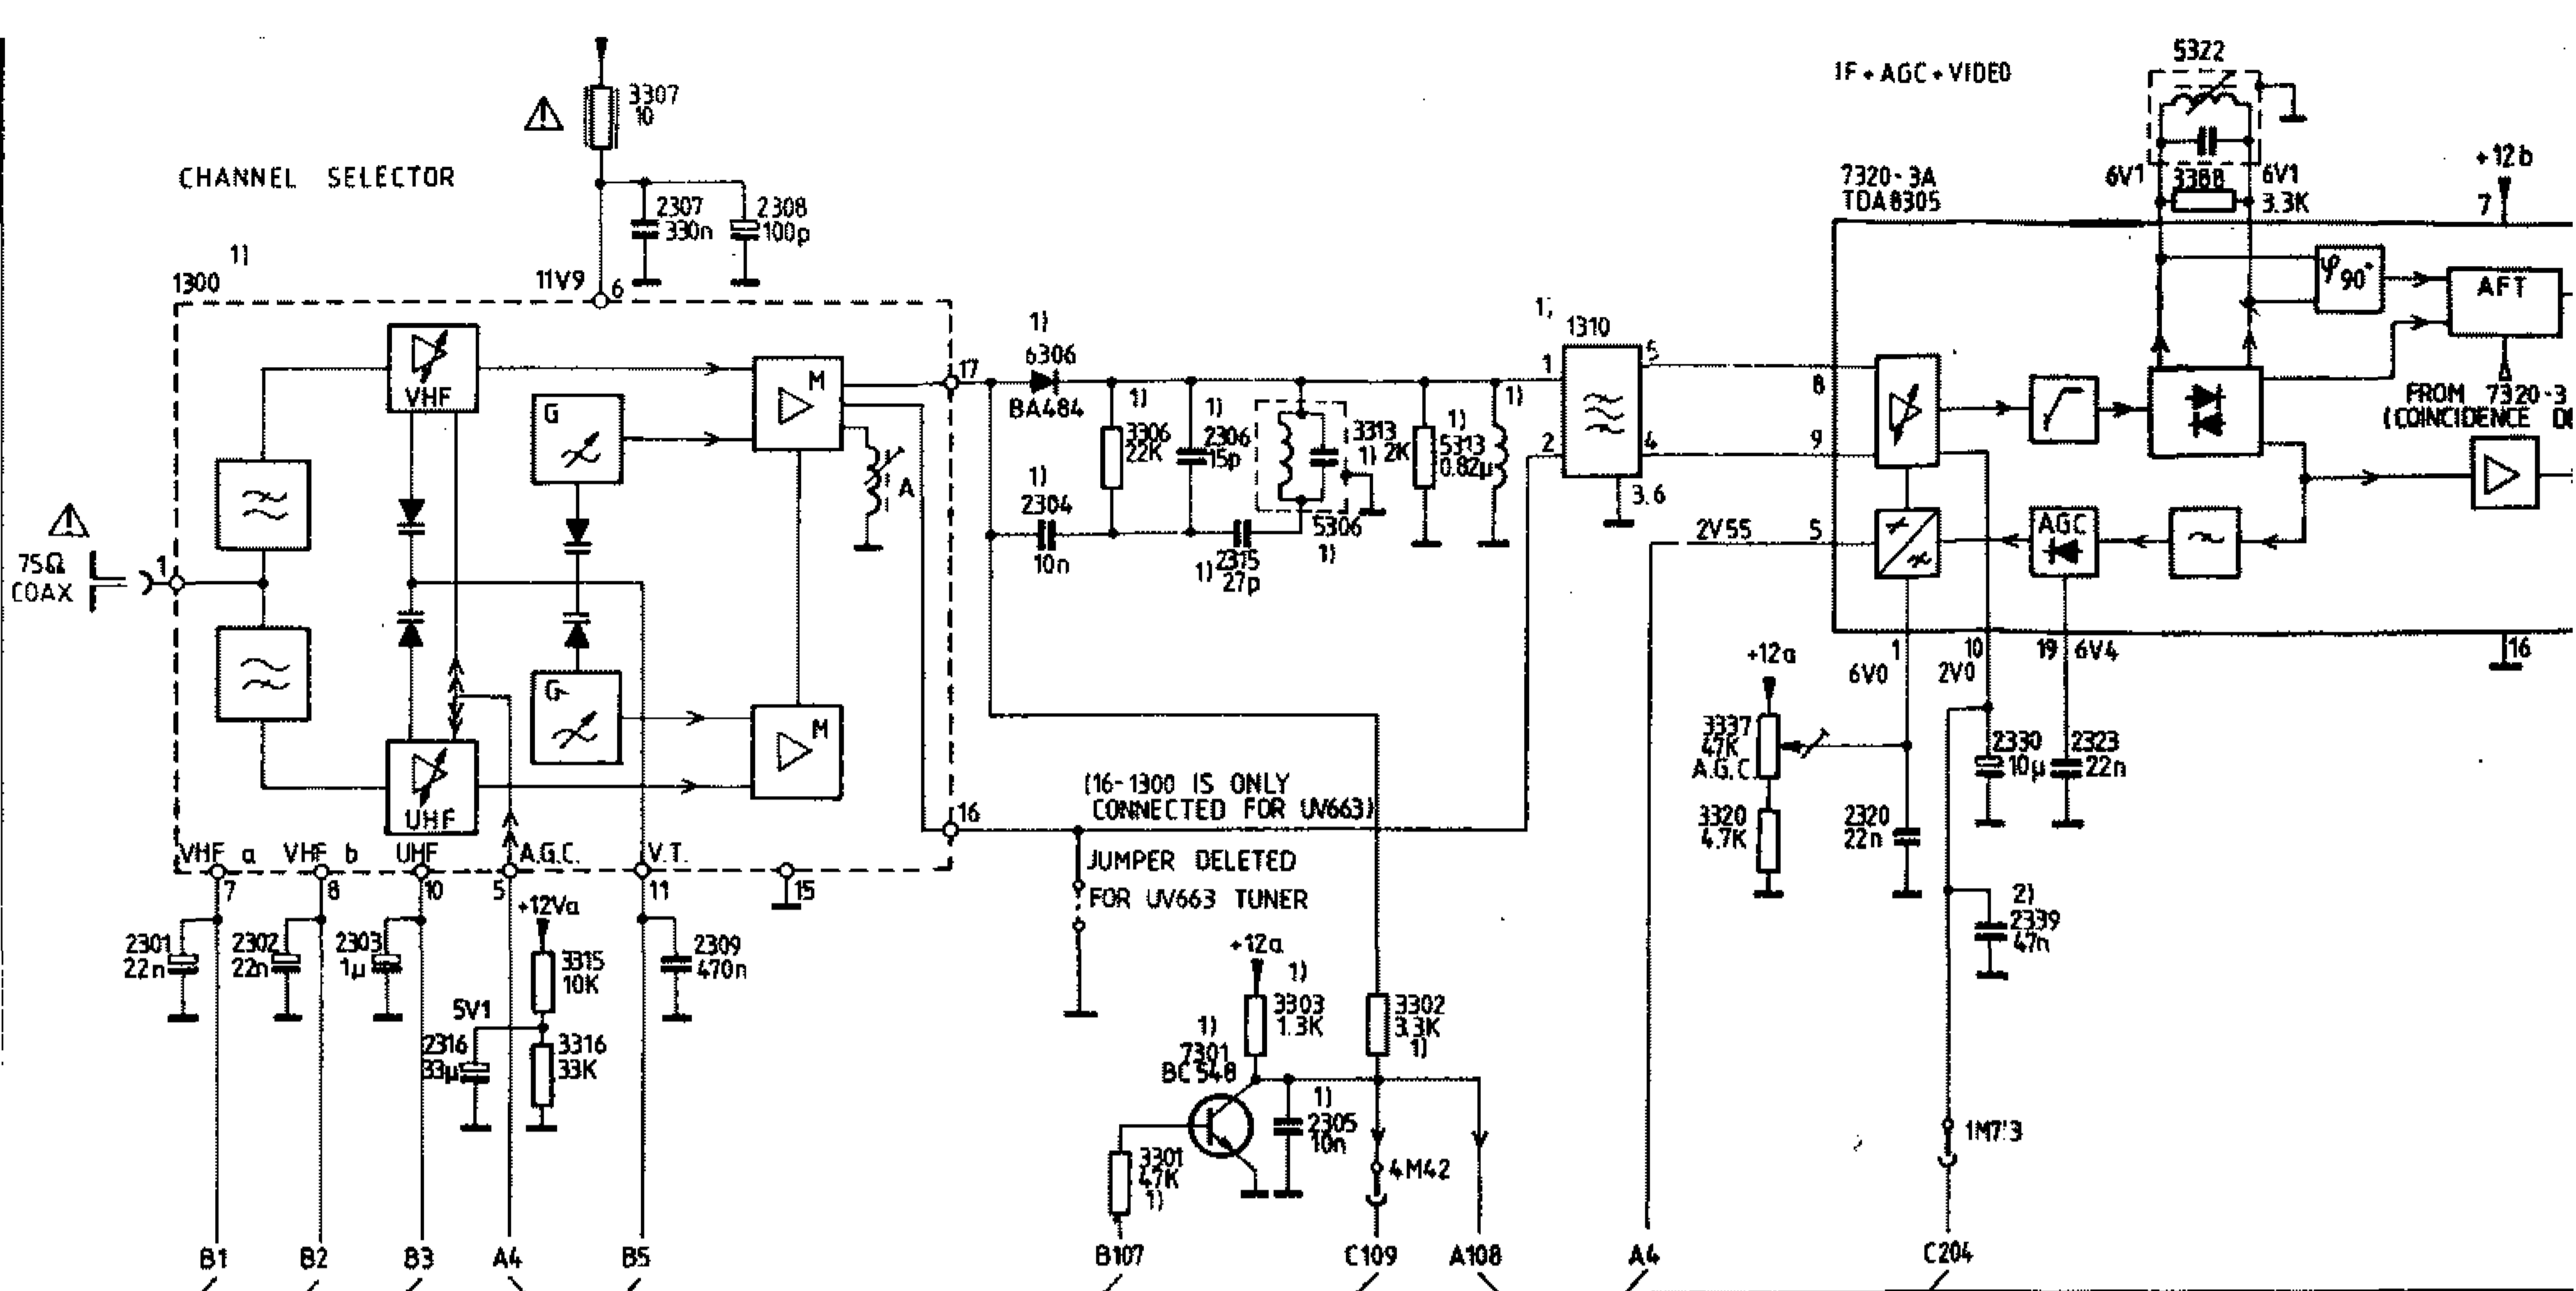 5322
IF + AGC + VIDEO
3307
10
CHANNEL SELECTOR
+12b
7320-3A
TDA8305
6V1
3388
6V1
3.3K
7
2307
330n
2308
100p
1)
1300
11V9
6
φ90°
AFT
1)
6306
BA484
17
1310
1
5
8
VHF
G
M
A
FROM 7320-3
(COINCIDENCE
1)
3306
22K
1)
2306
15p
3313
2K
1)
1)
5313
0.82µ
1)
2
4
9
1)
2304
10n
5306
1)
3.6
1)
2315
27p
2V55
5
AGC
75Ω
COAX
1
G
M
UHF
+12a
1
6V0
10
2V0
19
6V4
16
3337
47K
A.G.C.
2330
10µ
2323
22n
(16-1300 IS ONLY
CONNECTED FOR UV663)
16
3320
4.7K
2320
22n
VHF a
VHF b
UHF
A.G.C.
V.T.
7
8
10
5
11
15
JUMPER DELETED
FOR UV663 TUNER
+12Va
2)
2339
47n
2301
22n
2302
22n
2303
1µ
3315
10K
2309
470n
+12a
1)
3303
1.3K
3302
3.3K
1)
5V1
2316
33µ
3316
33K
1)
7301
BC548
1)
2305
10n
3301
47K
1)
4M42
B1
B2
B3
A4
B5
B107
C109
A108
A4
C204